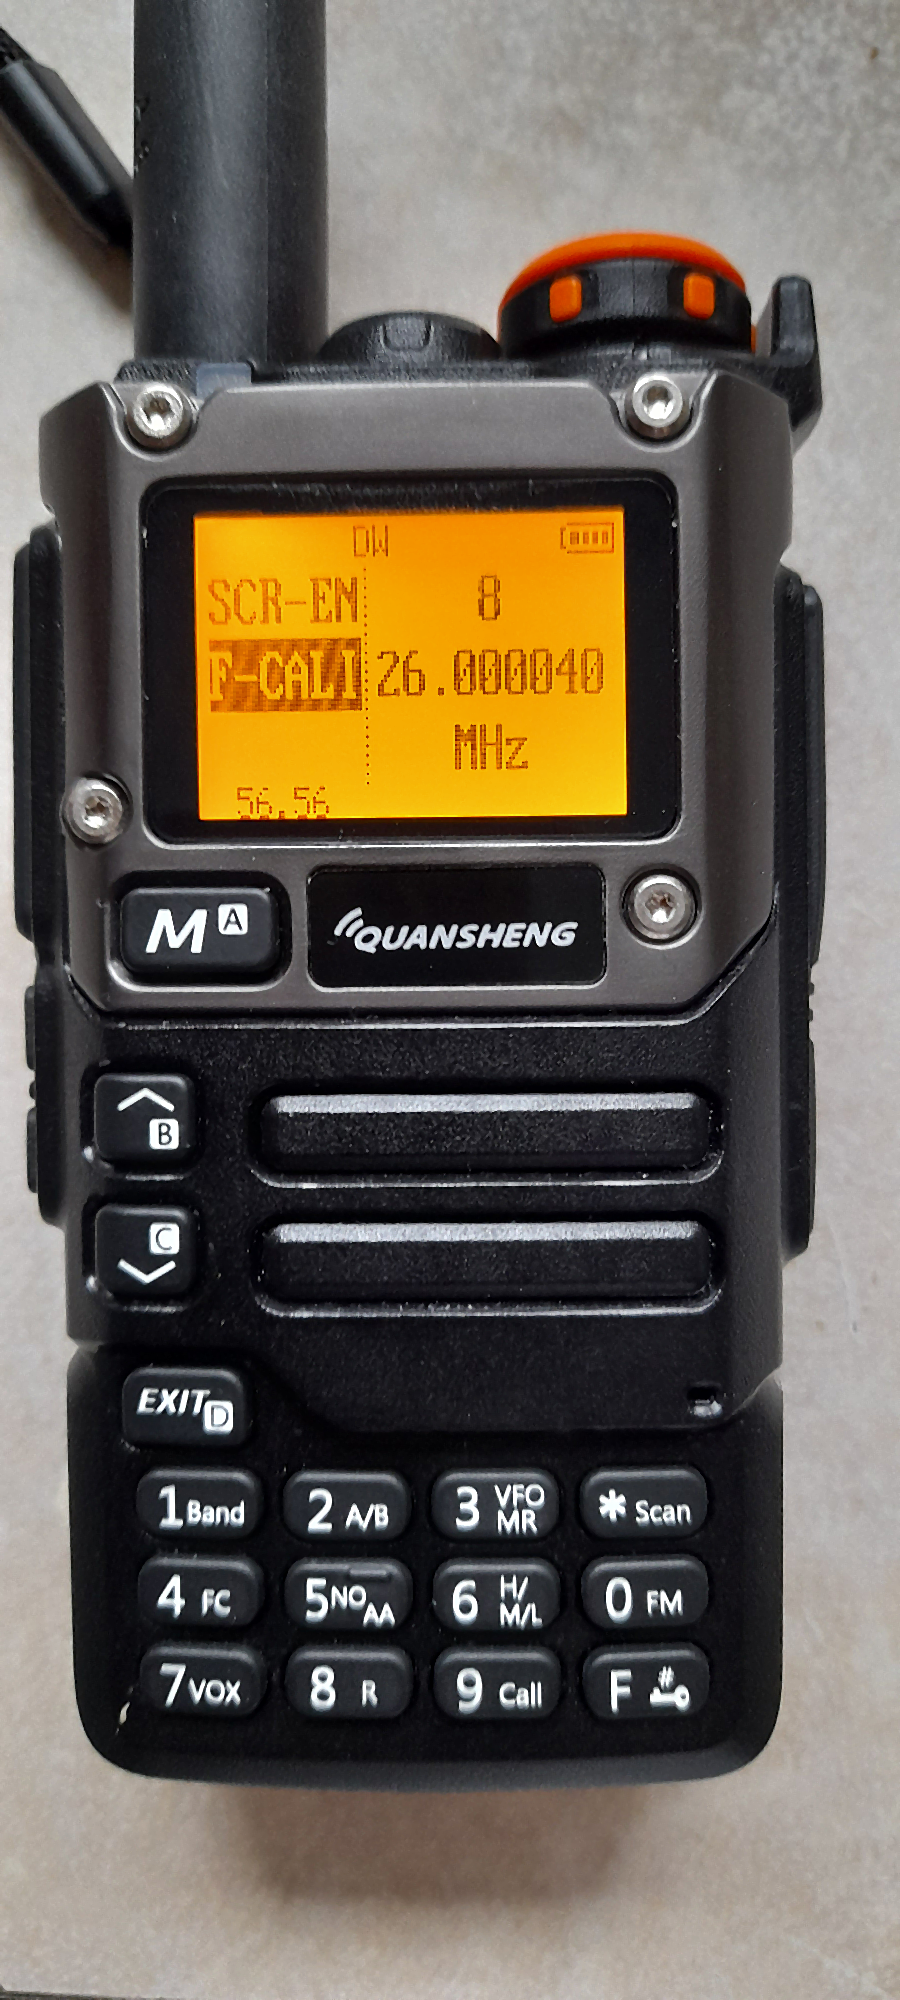 DW
SCR-EN 8
F-CALI 26.000040
MHz
56.56
M A
QUANSHENG
B
C
EXIT D
1 Band 2 A/B 3 VFO MR * Scan
4 FC 5 NOAA 6 H/M/L 0 FM
7 VOX 8 R 9 Call F #